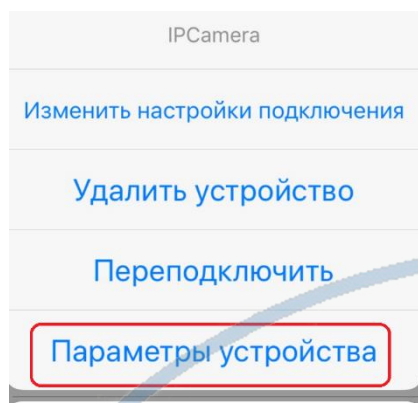 IPCamera
Изменить настройки подключения
Удалить устройство
Переподключить
Параметры устройства